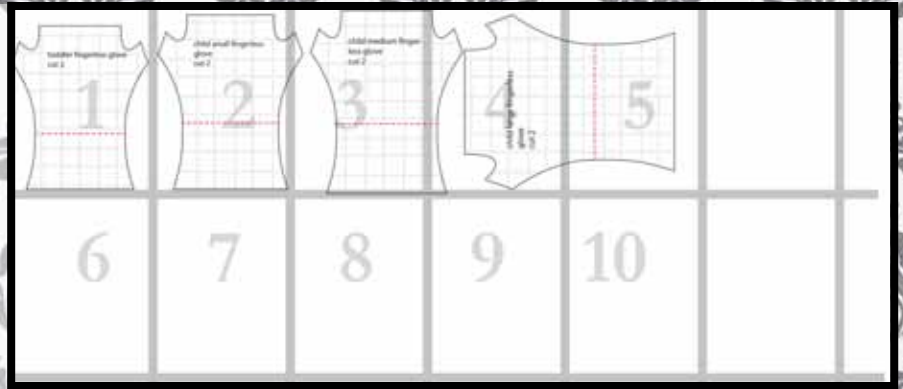 toddler fingerless glove
cut 2
child small fingerless
glove
cut 2
child medium finger
less glove
cut 2
child large fingerless
glove
cut 2
1
2
3
4
5
6
7
8
9
10